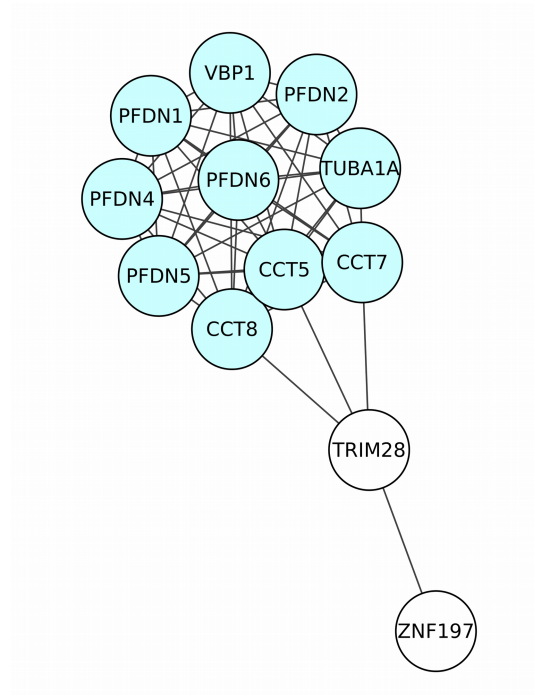 VBP1
PFDN2
PFDN1
TUBA1A
PFDN6
PFDN4
CCT7
CCT5
PFDN5
CCT8
TRIM28
ZNF197